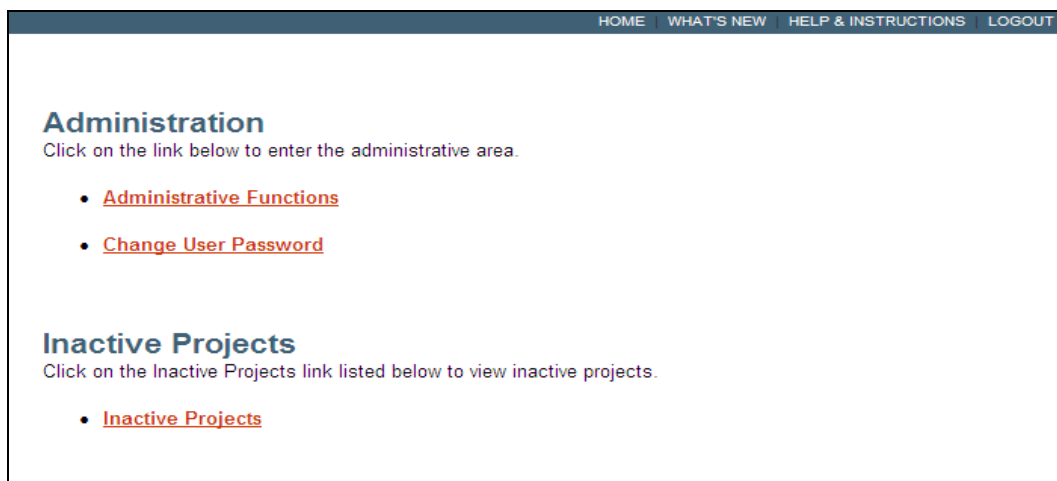 HOME | WHAT'S NEW | HELP & INSTRUCTIONS | LOGOUT
Administration
Click on the link below to enter the administrative area.
• Administrative Functions
• Change User Password
Inactive Projects
Click on the Inactive Projects link listed below to view inactive projects.
• Inactive Projects